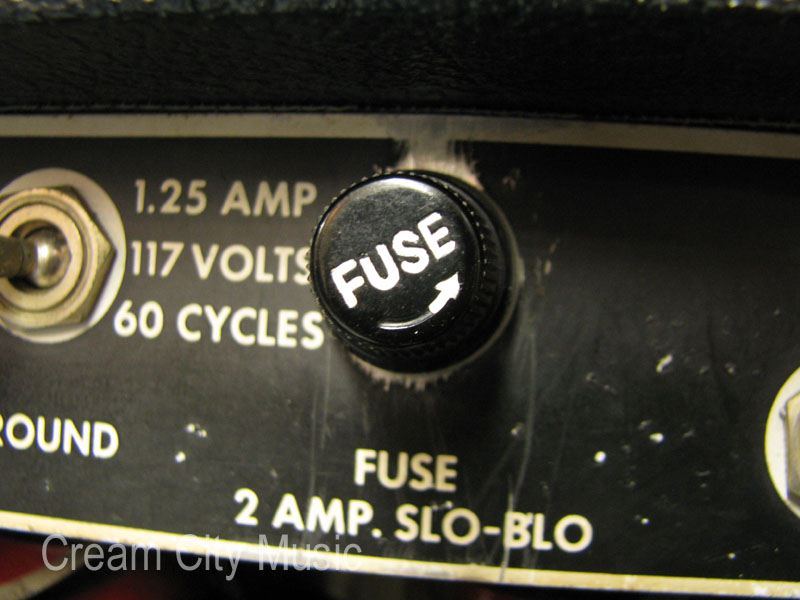 1.25 AMP
117 VOLTS
60 CYCLES
FUSE
ROUND
FUSE
2 AMP. SLO-BLO
Cream City Music